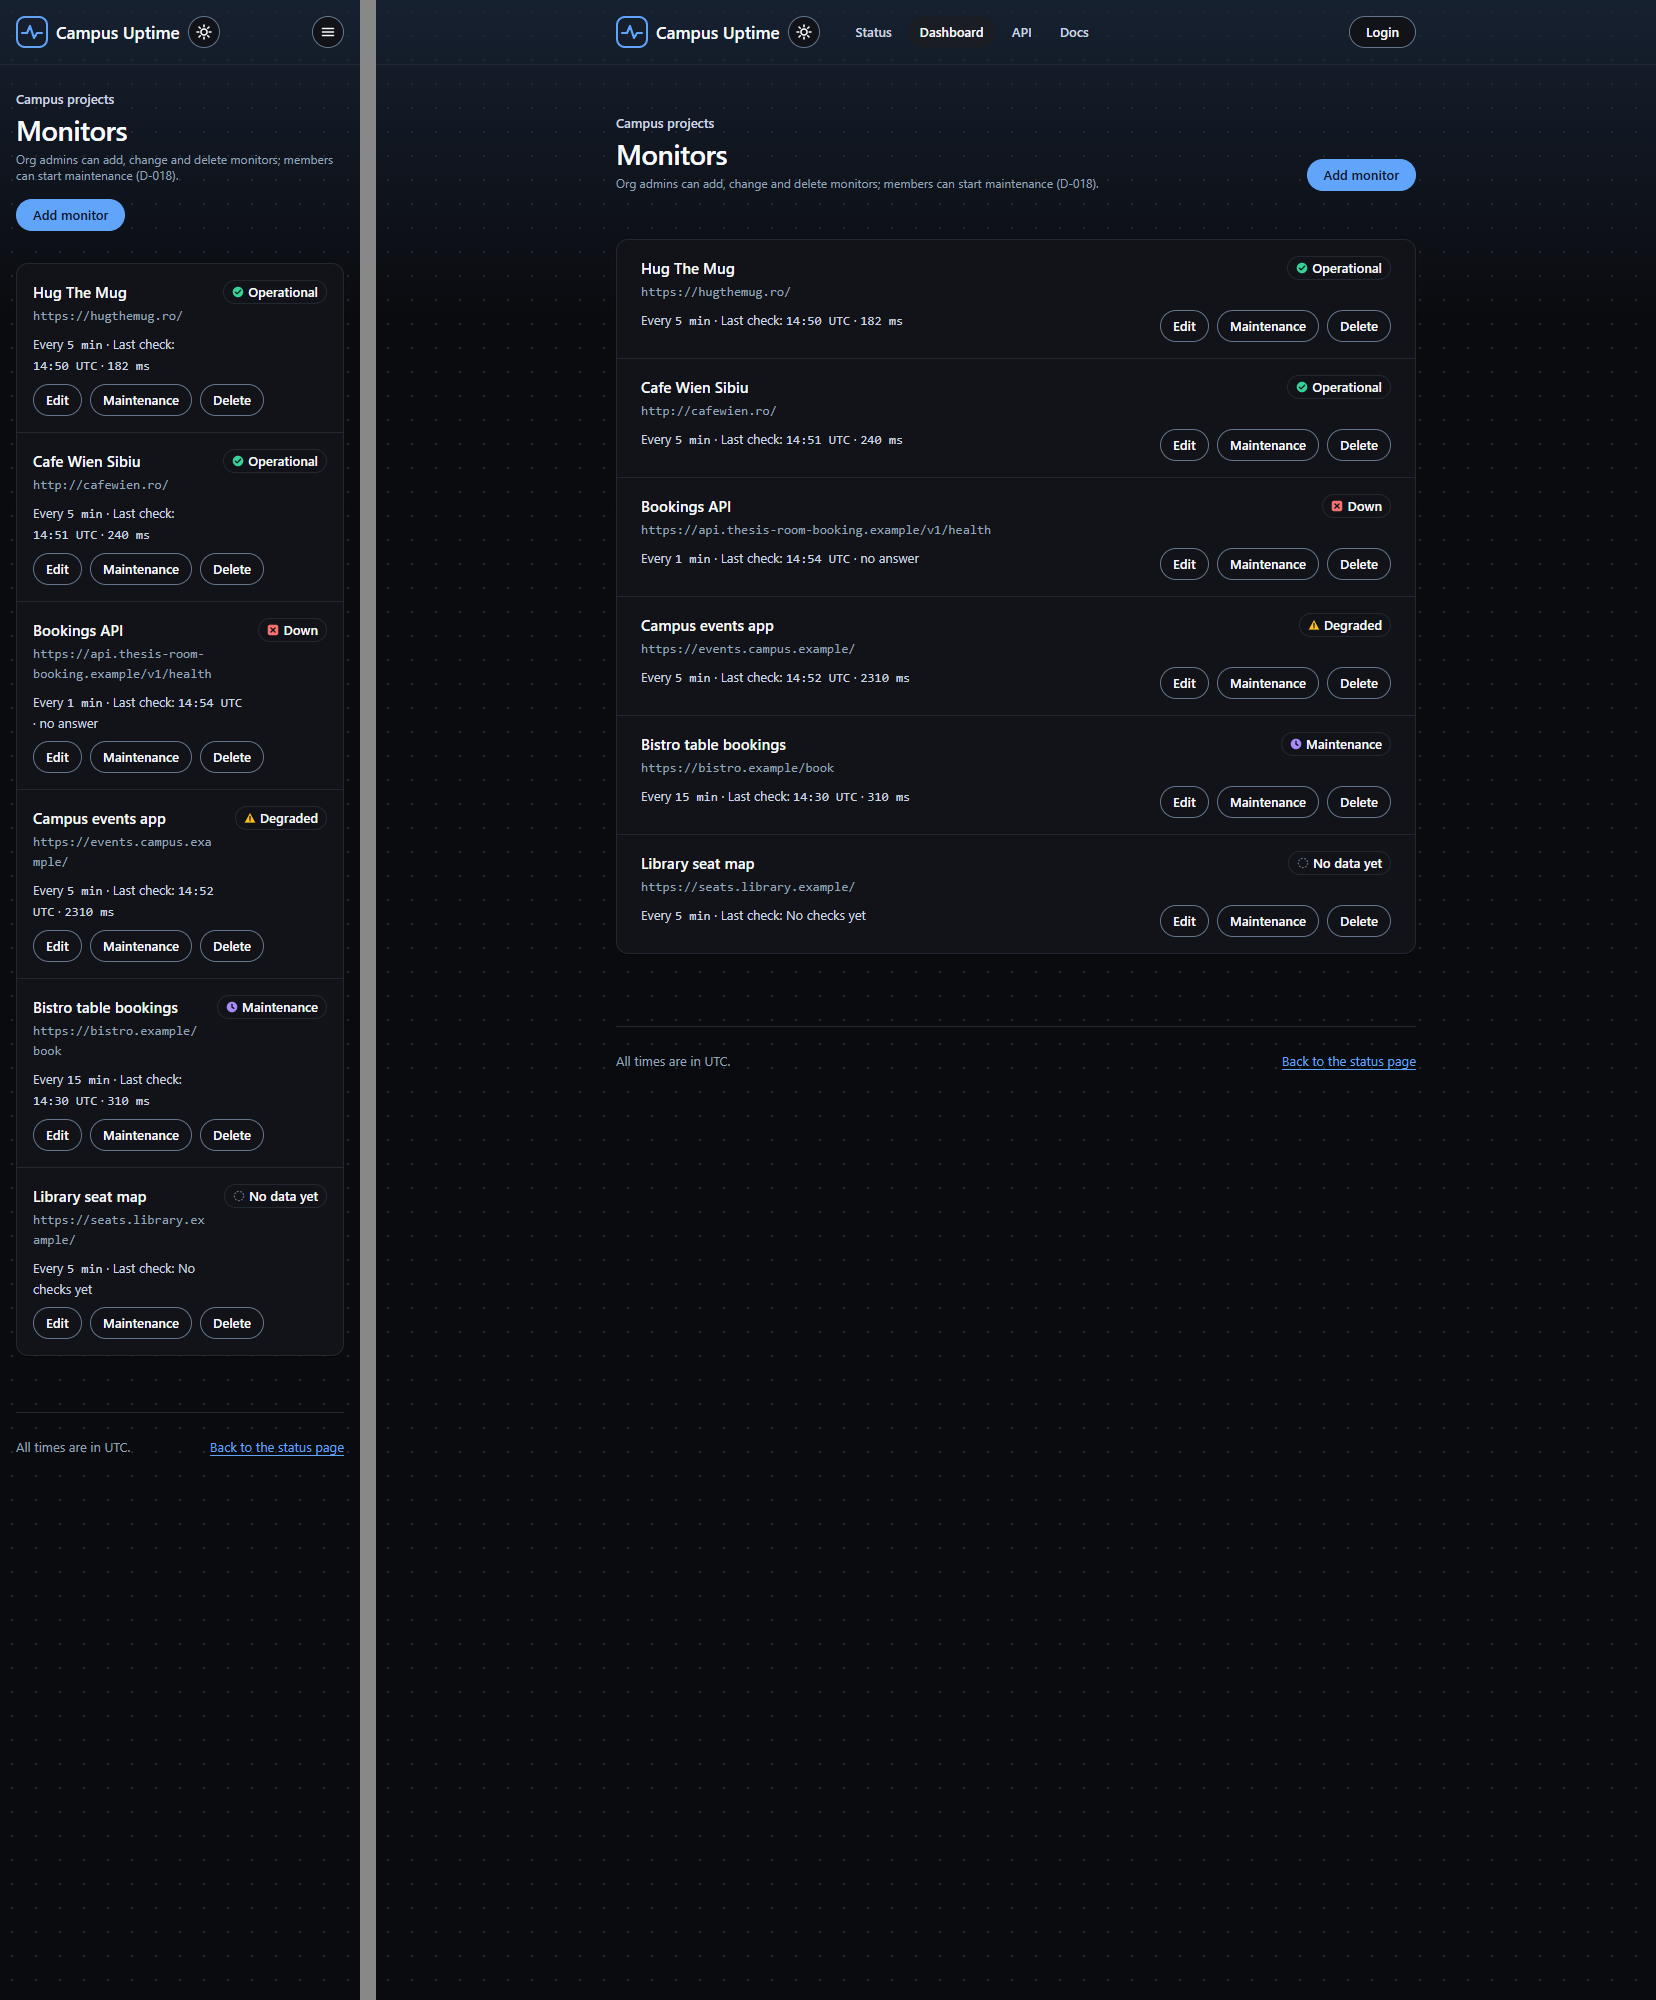 Campus Uptime
Campus projects
Monitors
Org admins can add, change and delete monitors; members
can start maintenance (D-018).
Add monitor
Hug The Mug
Operational
https://hugthemug.ro/
Every 5 min · Last check:
14:50 UTC · 182 ms
Edit Maintenance Delete
Cafe Wien Sibiu
Operational
http://cafewien.ro/
Every 5 min · Last check:
14:51 UTC · 240 ms
Edit Maintenance Delete
Bookings API
Down
https://api.thesis-room-
booking.example/v1/health
Every 1 min · Last check: 14:54 UTC
· no answer
Edit Maintenance Delete
Campus events app
Degraded
https://events.campus.exa
mple/
Every 5 min · Last check: 14:52
UTC · 2310 ms
Edit Maintenance Delete
Bistro table bookings
Maintenance
https://bistro.example/
book
Every 15 min · Last check:
14:30 UTC · 310 ms
Edit Maintenance Delete
Library seat map
No data yet
https://seats.library.ex
ample/
Every 5 min · Last check: No
checks yet
Edit Maintenance Delete
All times are in UTC.
Back to the status page
Campus Uptime
Status Dashboard API Docs
Login
Campus projects
Monitors
Org admins can add, change and delete monitors; members can start maintenance (D-018).
Add monitor
Hug The Mug
Operational
https://hugthemug.ro/
Every 5 min · Last check: 14:50 UTC · 182 ms
Edit Maintenance Delete
Cafe Wien Sibiu
Operational
http://cafewien.ro/
Every 5 min · Last check: 14:51 UTC · 240 ms
Edit Maintenance Delete
Bookings API
Down
https://api.thesis-room-booking.example/v1/health
Every 1 min · Last check: 14:54 UTC · no answer
Edit Maintenance Delete
Campus events app
Degraded
https://events.campus.example/
Every 5 min · Last check: 14:52 UTC · 2310 ms
Edit Maintenance Delete
Bistro table bookings
Maintenance
https://bistro.example/book
Every 15 min · Last check: 14:30 UTC · 310 ms
Edit Maintenance Delete
Library seat map
No data yet
https://seats.library.example/
Every 5 min · Last check: No checks yet
Edit Maintenance Delete
All times are in UTC.
Back to the status page